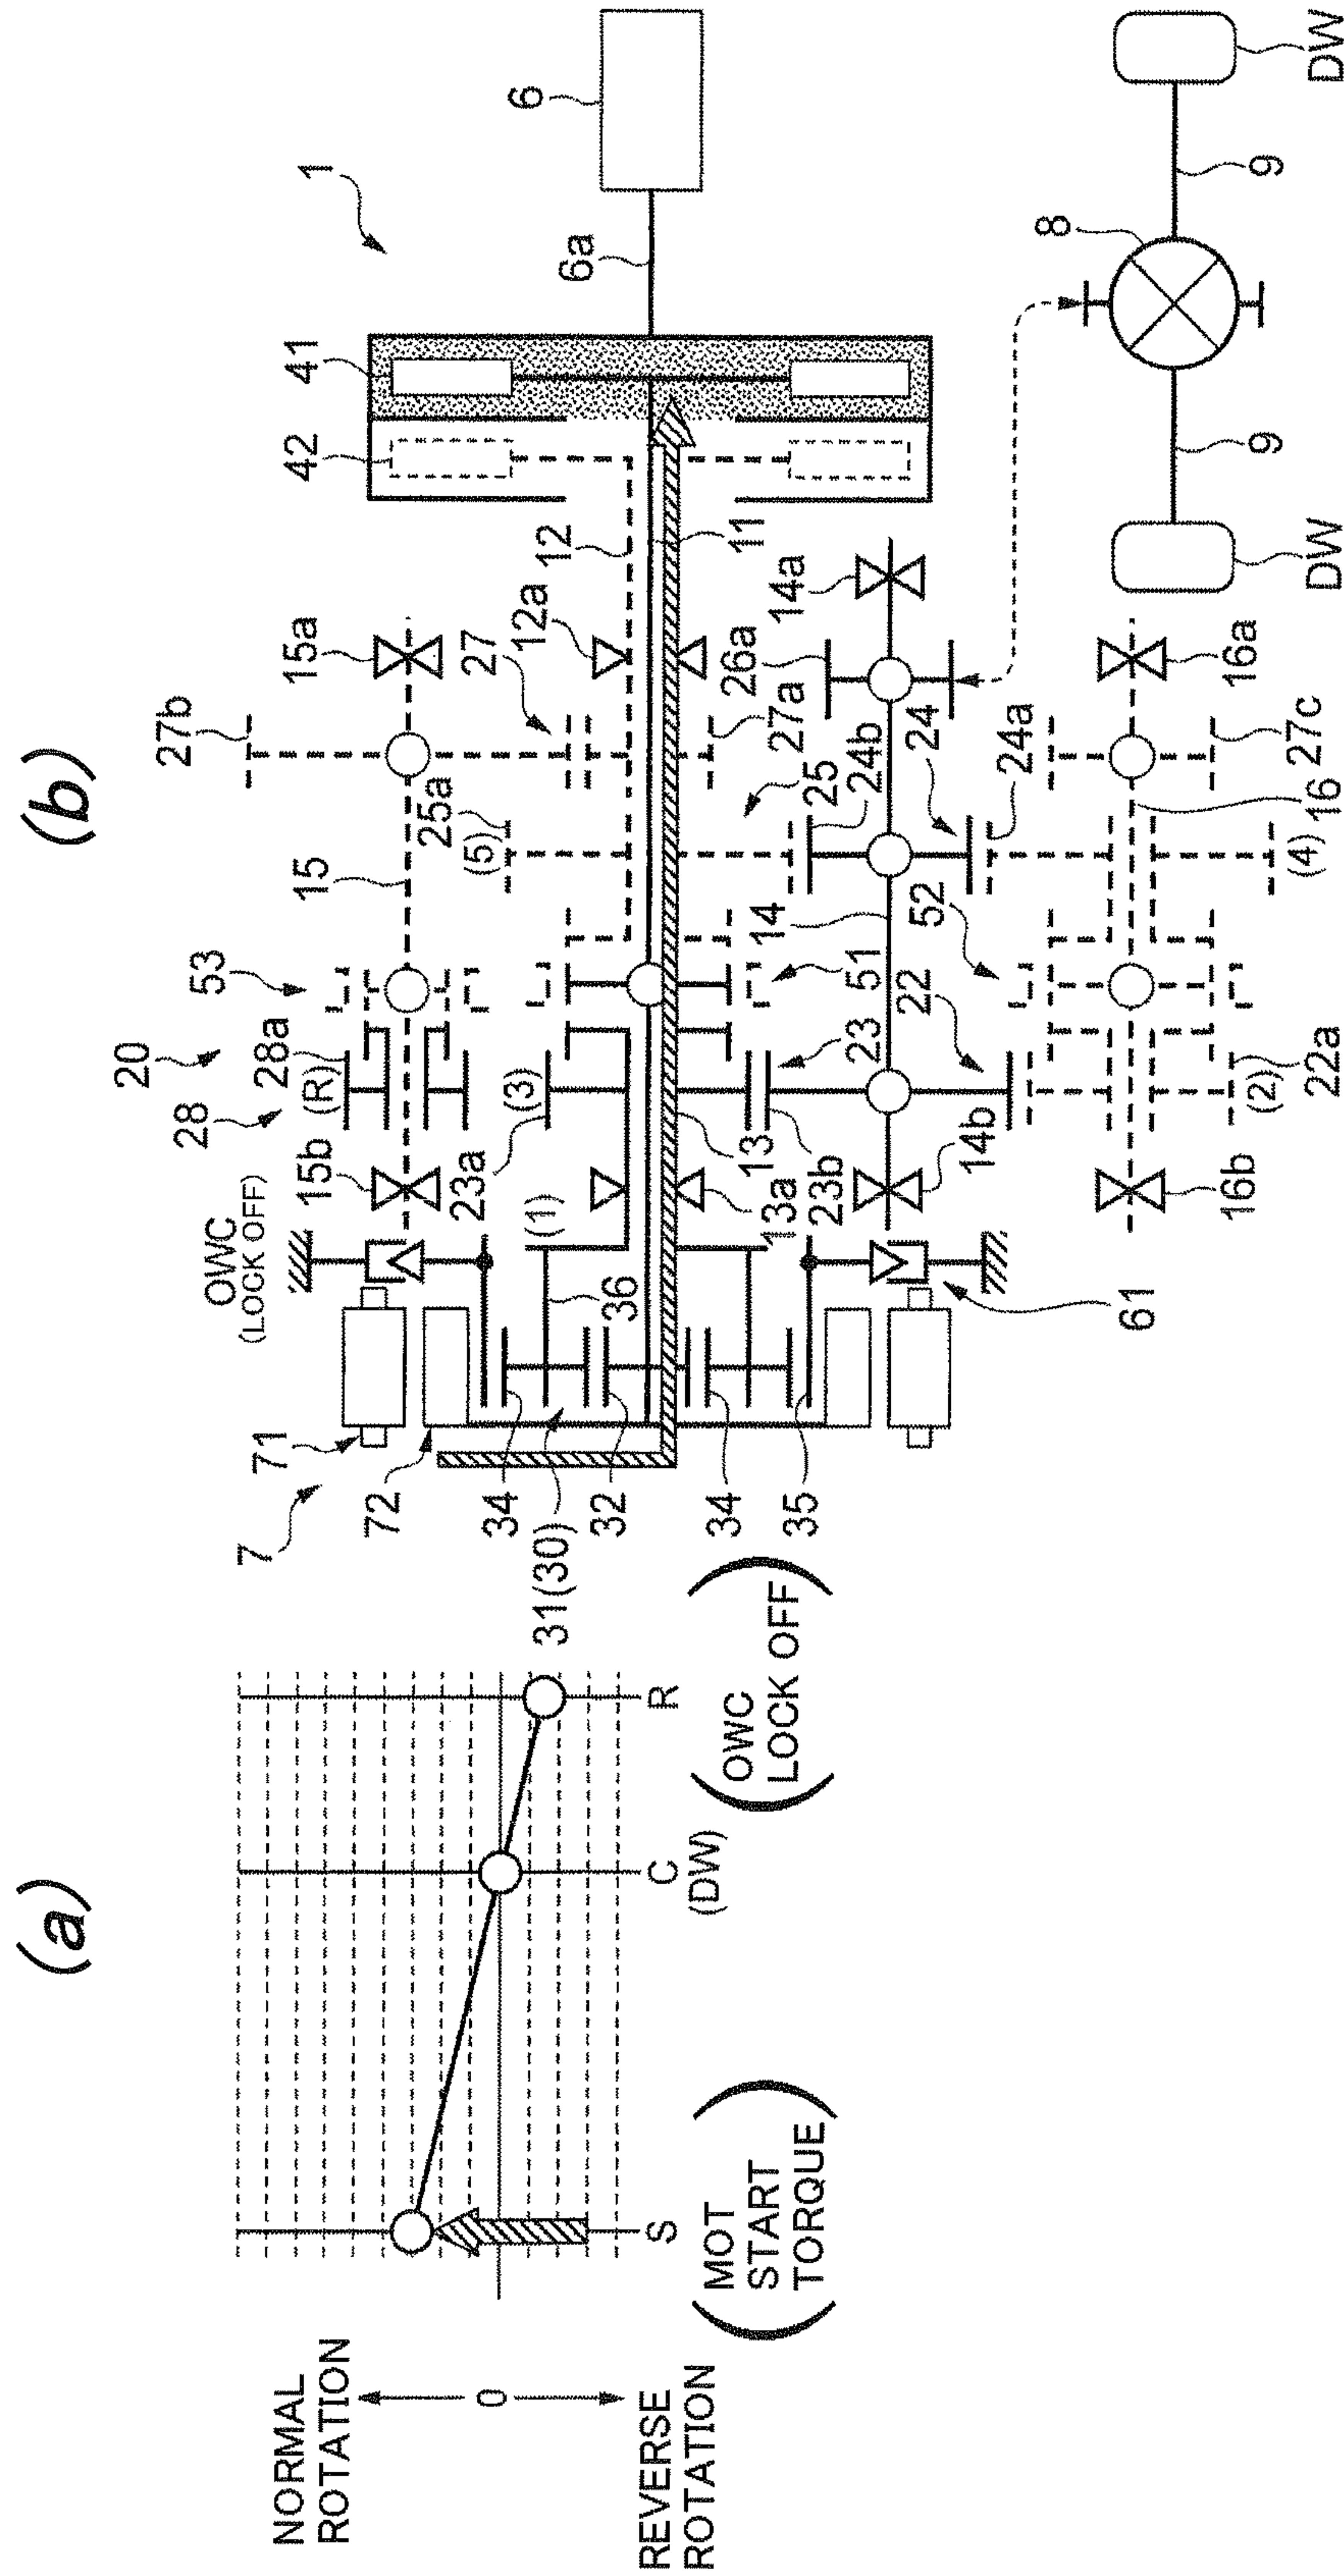 (a)
NORMAL
ROTATION
0
REVERSE
ROTATION
S
(MOT
START
TORQUE)
C
(DW)
R
(OWC
LOCK OFF)
(b)
1
20
7
71
72
34
31(30)
32
34
35
36
OWC
(LOCK OFF)
61
28
28a
(R)
53
15b
15
15a
27b
27
25a
(5)
12a
12
42
41
6a
6
23a
(3)
(1)
13
13a
23
23b
51
14
14b
25
24b
27a
26a
24
24a
11
14a
22
52
(2)
22a
16b
(4)
16
27c
16a
8
9
9
DW
DW